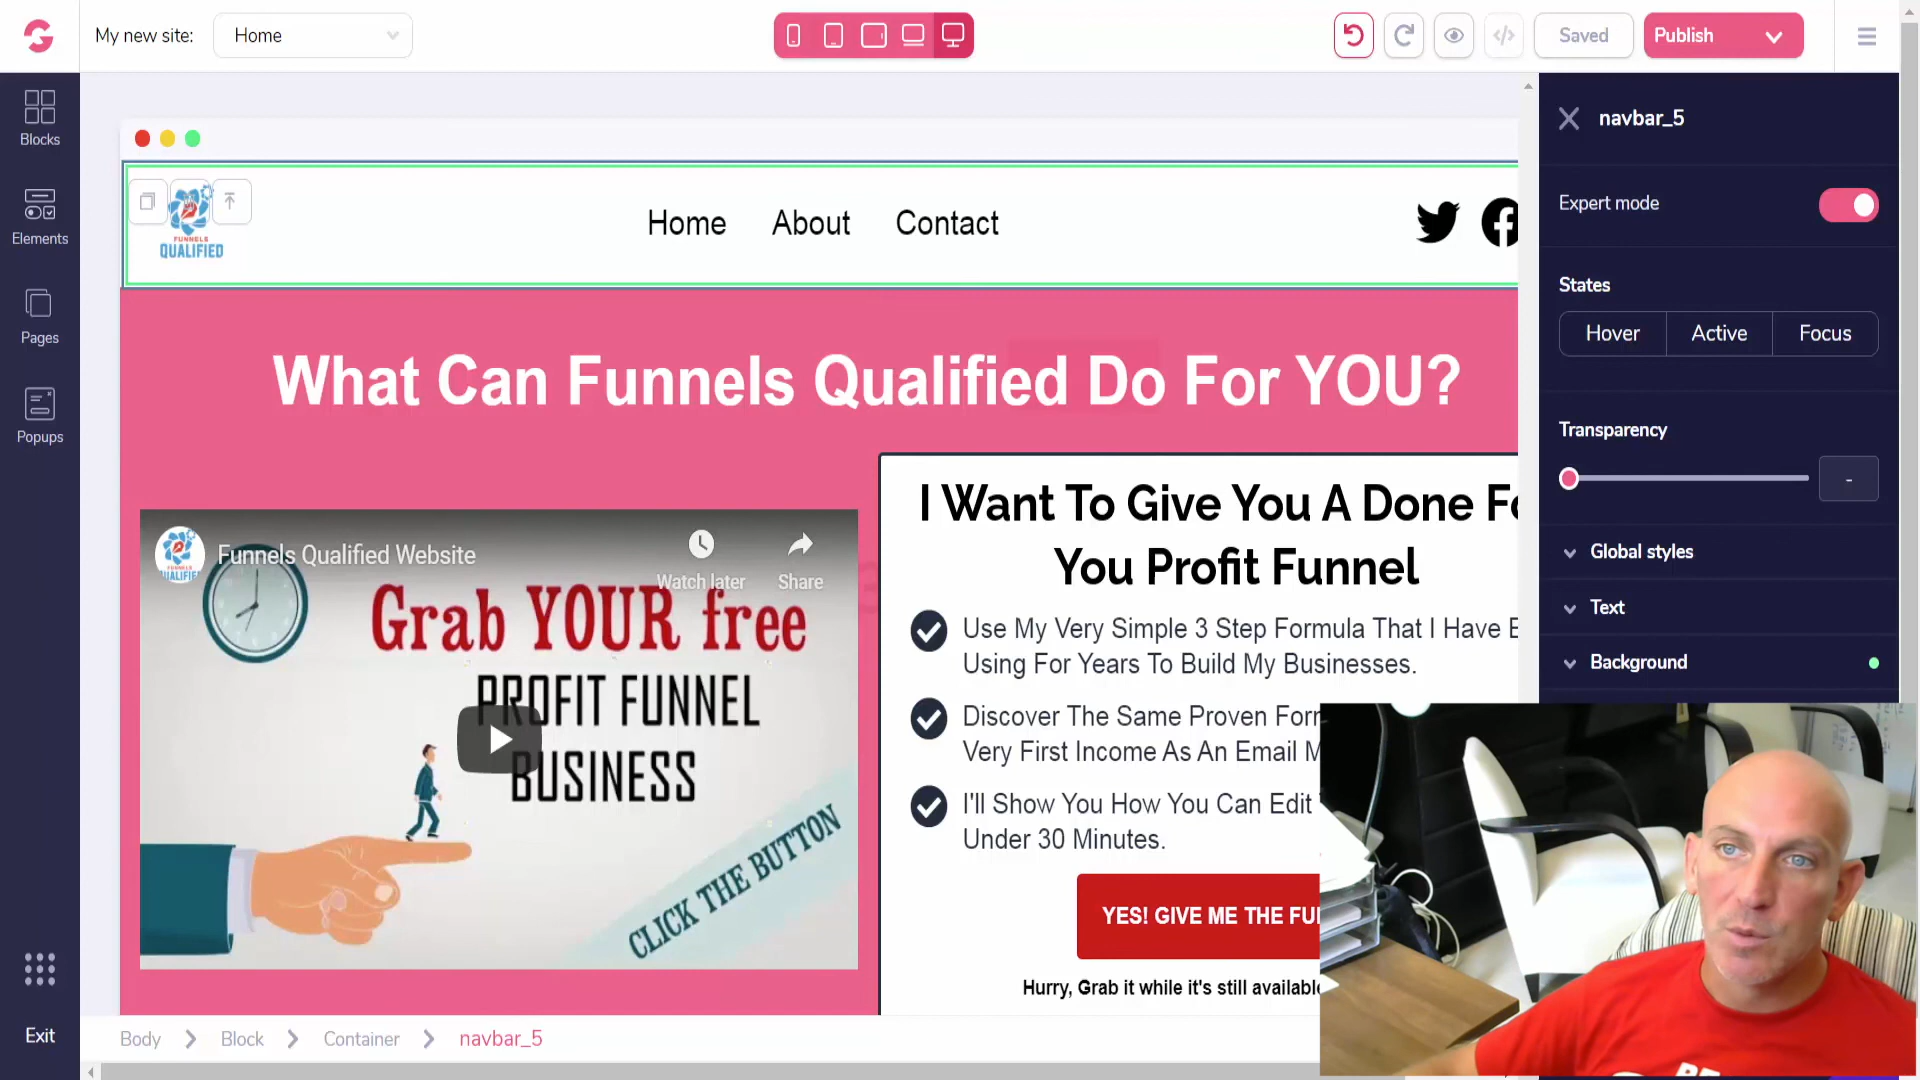 My new site:
Home
Saved
Publish
Blocks
Elements
Pages
Popups
Exit
FUNNELS
QUALIFIED
Home
About
Contact
What Can Funnels Qualified Do For YOU?
Funnels Qualified Website
Watch later
Share
Grab YOUR free
PROFIT FUNNEL
BUSINESS
CLICK THE BUTTON
I Want To Give You A Done Fo
You Profit Funnel
Use My Very Simple 3 Step Formula That I Have
Using For Years To Build My Businesses.
Discover The Same Proven Form
Very First Income As An Email M
I'll Show You How You Can Edit
Under 30 Minutes.
YES! GIVE ME THE FU
Hurry, Grab it while it's still available
Body
Block
Container
navbar_5
navbar_5
Expert mode
States
Hover
Active
Focus
Transparency
-
Global styles
Text
Background